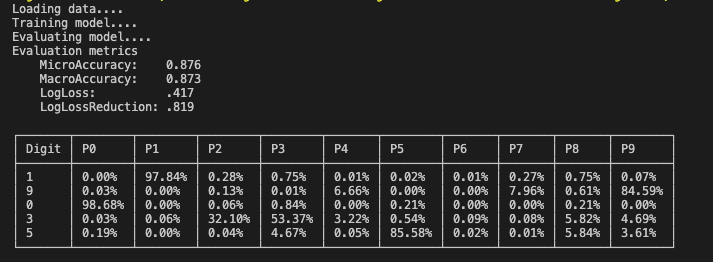 Loading data....
Training model....
Evaluating model....
Evaluation metrics
MicroAccuracy: 0.876
MacroAccuracy: 0.873
LogLoss: .417
LogLossReduction: .819
Digit P0 P1 P2 P3 P4 P5 P6 P7 P8 P9
1 0.00% 97.84% 0.28% 0.75% 0.01% 0.02% 0.01% 0.27% 0.75% 0.07%
9 0.03% 0.00% 0.13% 0.01% 6.66% 0.00% 0.00% 7.96% 0.61% 84.59%
0 98.68% 0.00% 0.06% 0.84% 0.00% 0.21% 0.00% 0.00% 0.21% 0.00%
3 0.03% 0.06% 32.10% 53.37% 3.22% 0.54% 0.09% 0.08% 5.82% 4.69%
5 0.19% 0.00% 0.04% 4.67% 0.05% 85.58% 0.02% 0.01% 5.84% 3.61%